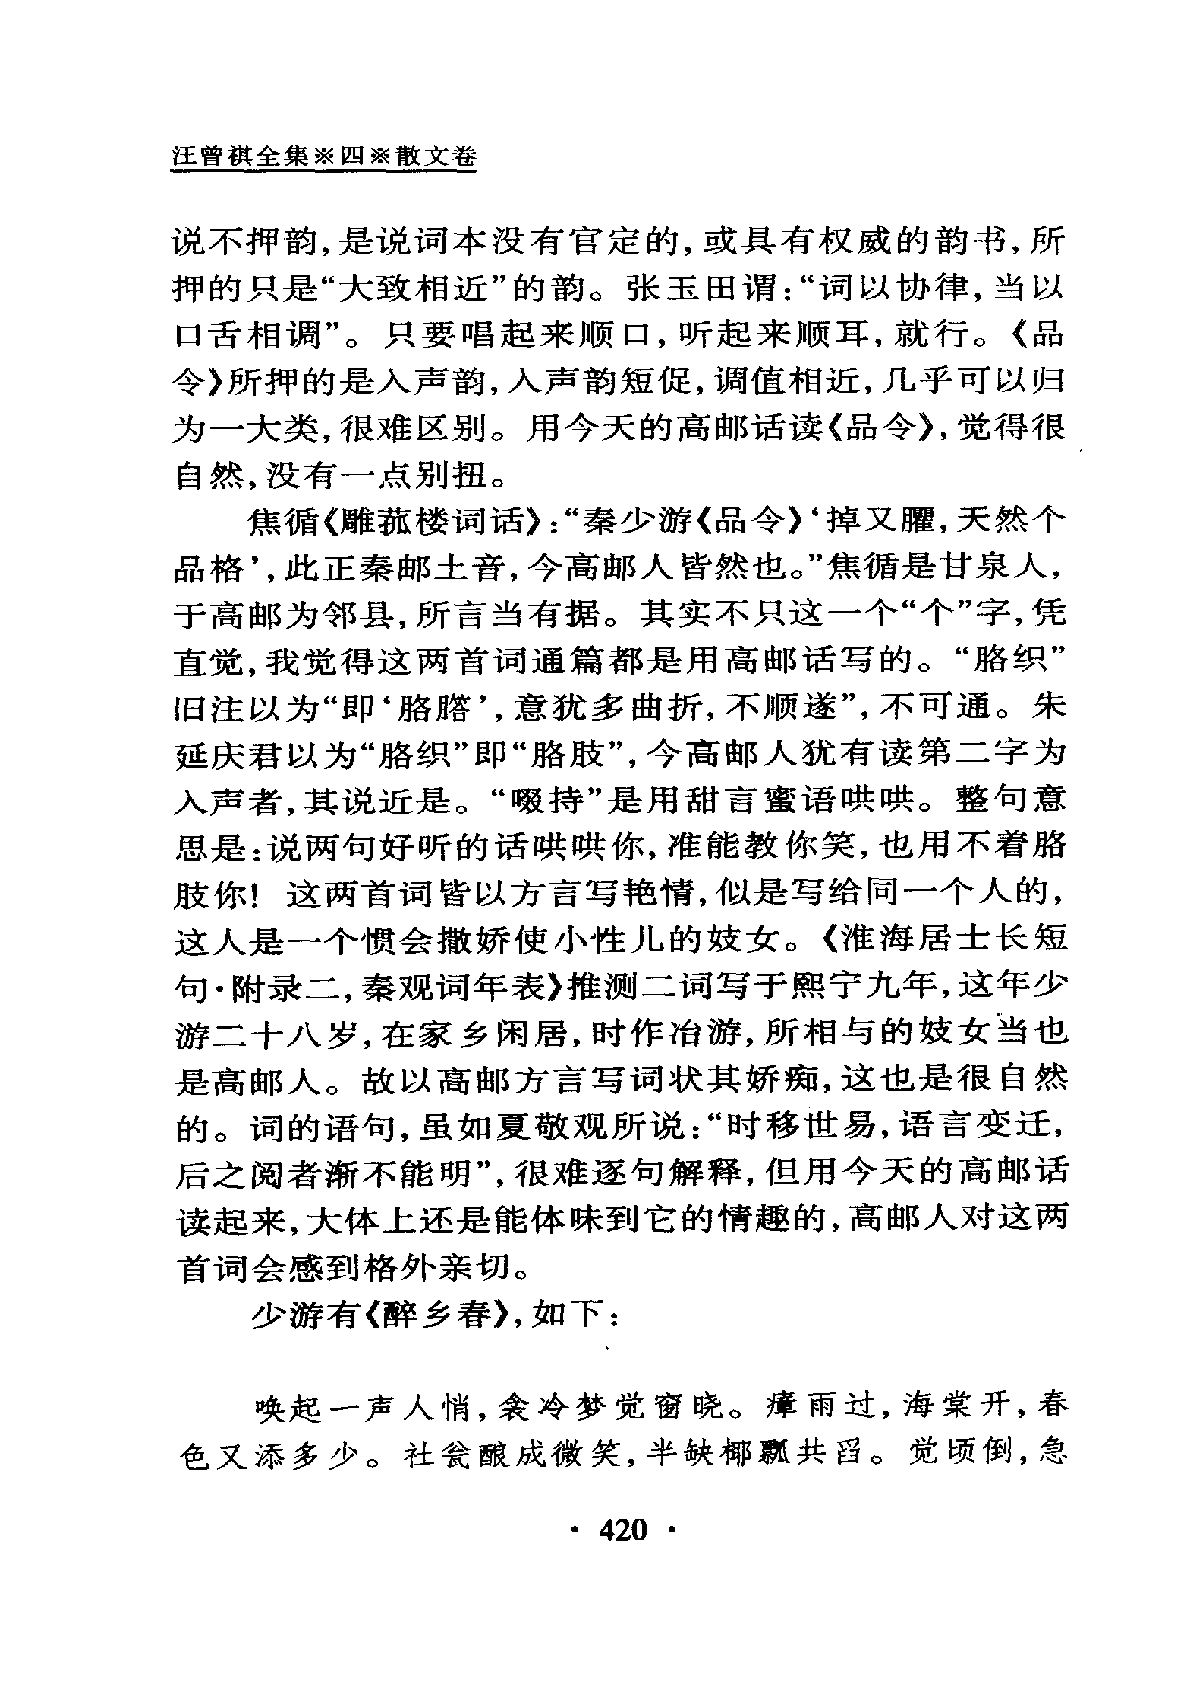 汪曾祺全集※四※散文卷
说不押韵,是说词本没有官定的,或具有权威的韵书,所
押的只是“大致相近”的韵。张玉田谓:“词以协律,当以
口舌相调”。只要唱起来顺口,听起来顺耳,就行。《品
令》所押的是入声韵,入声韵短促,调值相近,几乎可以归
为一大类,很难区别。用今天的高邮话读《品令》,觉得很
自然,没有一点别扭。
焦循《雕菰楼词话》:“秦少游《品令》‘掉又臞,天然个
品格’,此正秦邮土音,今高邮人皆然也。”焦循是甘泉人,
于高邮为邻县,所言当有据。其实不只这一个“个”字,凭
直觉,我觉得这两首词通篇都是用高邮话写的。“胳织”
旧注以为“即‘胳䐛’,意犹多曲折,不顺遂”,不可通。朱
延庆君以为“胳织”即“胳肢”,今高邮人犹有读第二字为
入声者,其说近是。“啜持”是用甜言蜜语哄哄。整句意
思是:说两句好听的话哄哄你,准能教你笑,也用不着胳
肢你! 这两首词皆以方言写艳情,似是写给同一个人的,
这人是一个惯会撒娇使小性儿的妓女。《淮海居士长短
句·附录二,秦观词年表》推测二词写于熙宁九年,这年少
游二十八岁,在家乡闲居,时作冶游,所相与的妓女当也
是高邮人。故以高邮方言写词状其娇痴,这也是很自然
的。词的语句,虽如夏敬观所说:“时移世易,语言变迁,
后之阅者渐不能明”,很难逐句解释,但用今天的高邮话
读起来,大体上还是能体味到它的情趣的,高邮人对这两
首词会感到格外亲切。
少游有《醉乡春》,如下:
唤起一声人悄,衾冷梦觉窗晓。瘴雨过,海棠开,春
色又添多少。社瓮酿成微笑,半缺椰瓢共舀。觉顷倒,急
· 420 ·